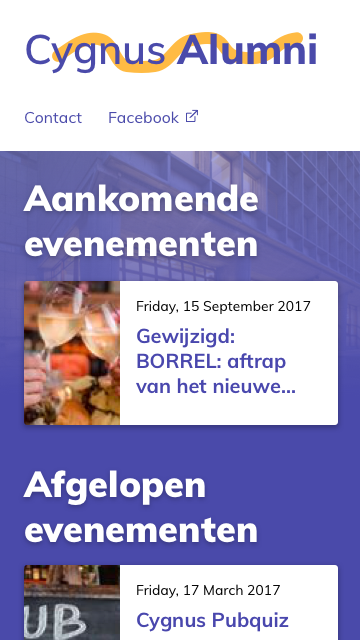 Cygnus Alumni
Contact Facebook
Aankomende
evenementen
Friday, 15 September 2017
Gewijzigd:
BORREL: aftrap
van het nieuwe...
Afgelopen
evenementen
Friday, 17 March 2017
UB
Cygnus Pubquiz